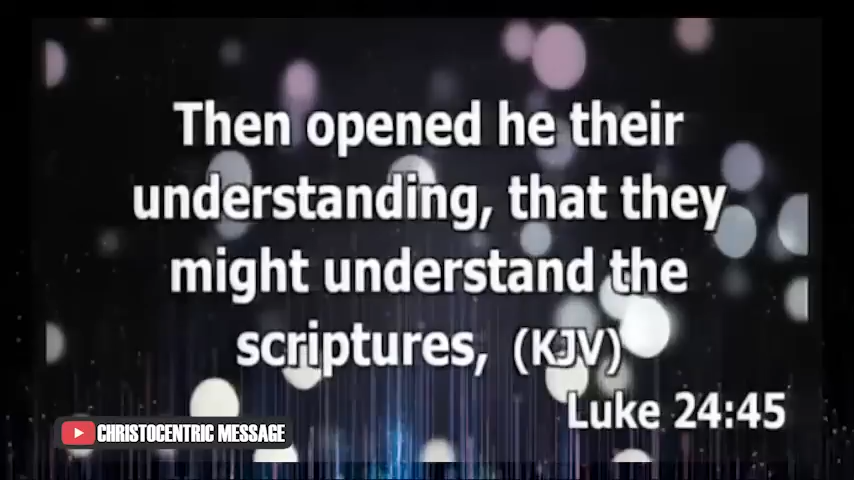 Then opened he their
understanding, that they
might understand the
scriptures, (KJV)
Luke 24:45
CHRISTOCENTRIC MESSAGE